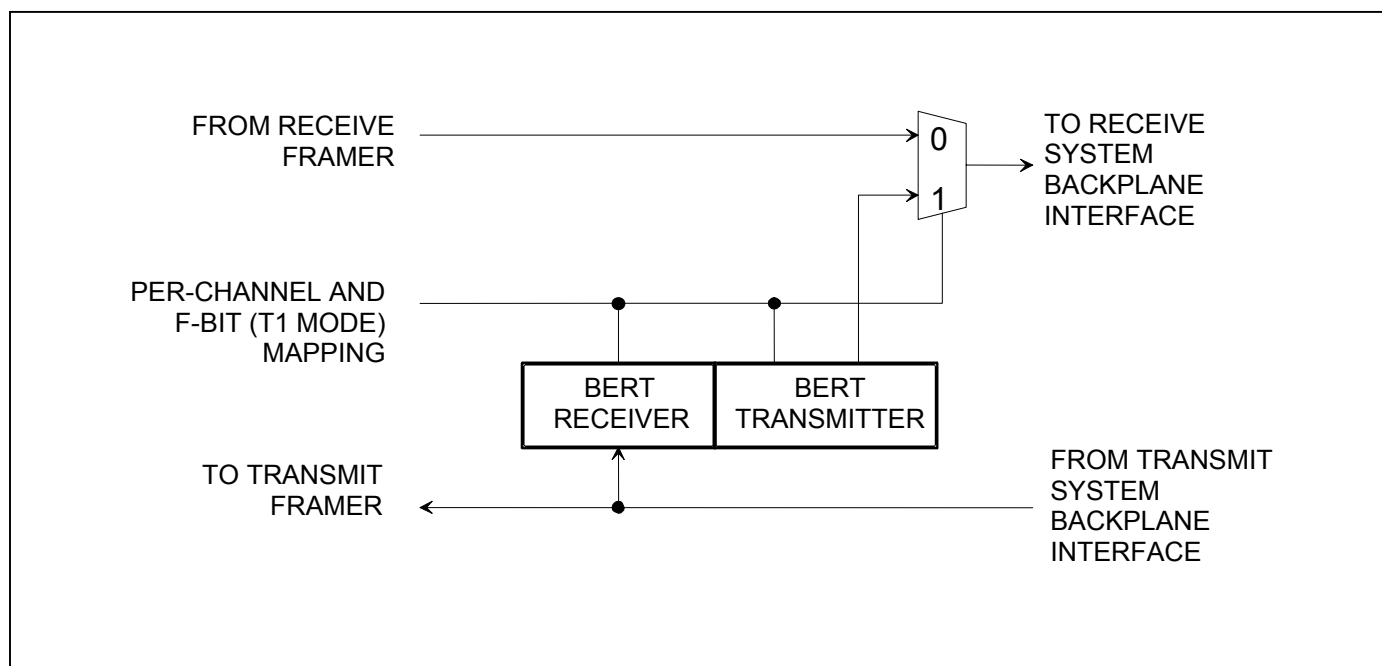 FROM RECEIVE
FRAMER
0
1
TO RECEIVE
SYSTEM
BACKPLANE
INTERFACE
PER-CHANNEL AND
F-BIT (T1 MODE)
MAPPING
BERT
RECEIVER
BERT
TRANSMITTER
TO TRANSMIT
FRAMER
FROM TRANSMIT
SYSTEM
BACKPLANE
INTERFACE